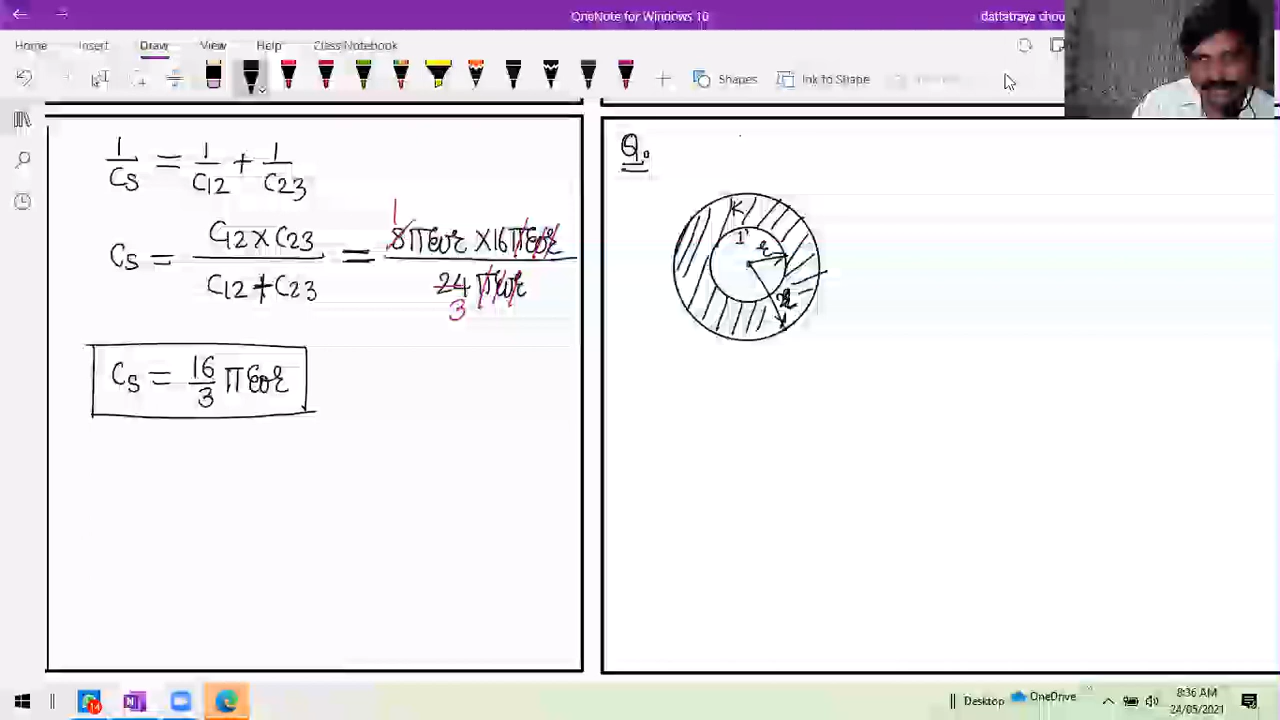 OneNote for Windows 10
dattatraya chou
Home Insert Draw View Help Class Notebook
Shapes Ink to Shape
1/Cs = 1/C12 + 1/C23
Cs = C12 × C23 / C12 + C23 = 8πε0r × 16πε0r / 24πε0r
1
3
Cs = 16/3 πε0r
Q.
K
1
r
Desktop OneDrive
8:36 AM
24/05/2021